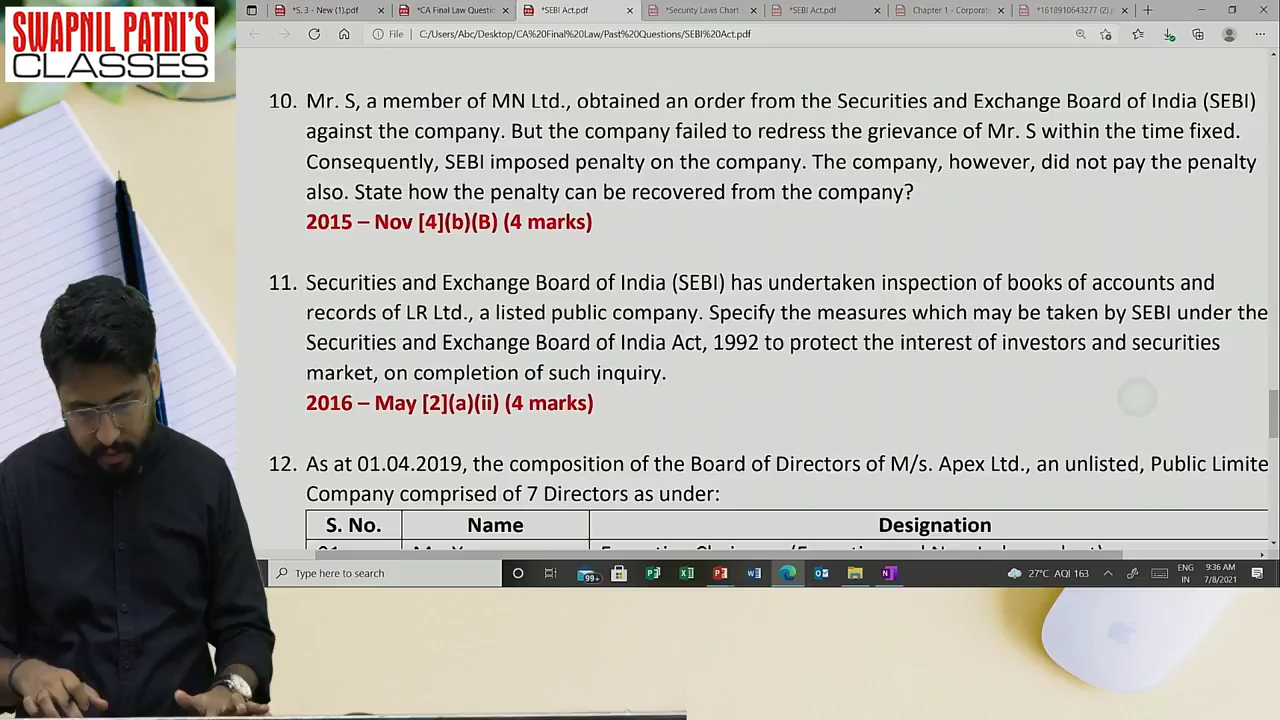 SWAPNIL PATNI'S
CLASSES
*S. 3 - New (1).pdf
*CA Final Law Questio
*SEBI Act.pdf
*Security Laws Chart
*SEBI Act.pdf
Chapter 1 - Corporat
*1618910643277 (2).p
File
C:/Users/Abc/Desktop/CA%20Final%20Law/Past%20Questions/SEBI%20Act.pdf
10. Mr. S, a member of MN Ltd., obtained an order from the Securities and Exchange Board of India (SEBI)
against the company. But the company failed to redress the grievance of Mr. S within the time fixed.
Consequently, SEBI imposed penalty on the company. The company, however, did not pay the penalty
also. State how the penalty can be recovered from the company?
2015 – Nov [4](b)(B) (4 marks)
11. Securities and Exchange Board of India (SEBI) has undertaken inspection of books of accounts and
records of LR Ltd., a listed public company. Specify the measures which may be taken by SEBI under the
Securities and Exchange Board of India Act, 1992 to protect the interest of investors and securities
market, on completion of such inquiry.
2016 – May [2](a)(ii) (4 marks)
12. As at 01.04.2019, the composition of the Board of Directors of M/s. Apex Ltd., an unlisted, Public Limite
Company comprised of 7 Directors as under:
S. No. Name Designation
Type here to search
99+
27°C AQI 163
ENG
IN
9:36 AM
7/8/2021